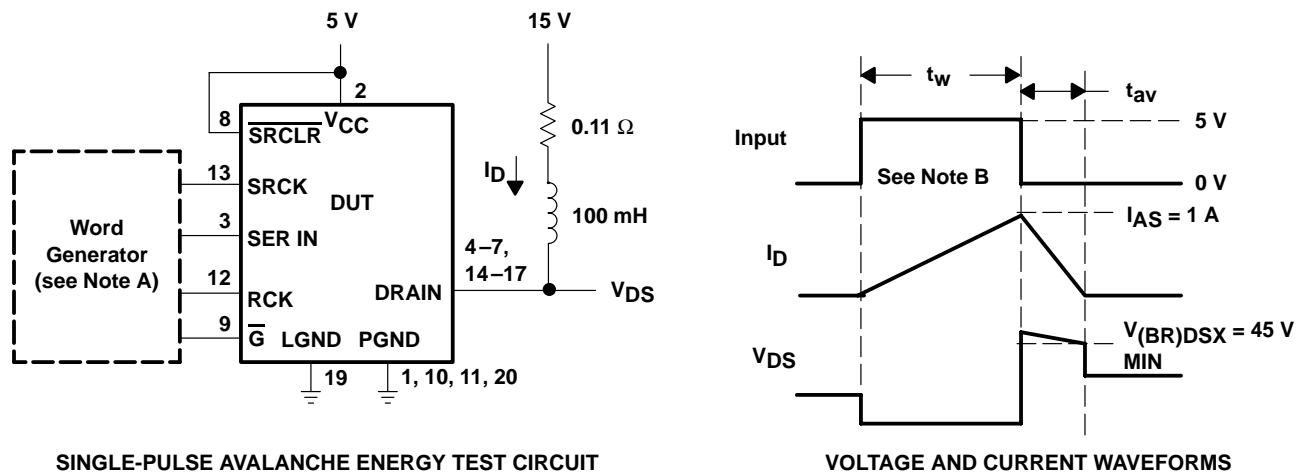 5 V
15 V
2
VCC
8
SRCLR
0.11 Ω
13
SRCK
ID
DUT
100 mH
Word
Generator
(see Note A)
3
SER IN
4–7,
14–17
12
RCK
DRAIN
VDS
9
G
LGND
PGND
19
1, 10, 11, 20
SINGLE-PULSE AVALANCHE ENERGY TEST CIRCUIT
tw
tav
Input
5 V
See Note B
0 V
IAS = 1 A
ID
V(BR)DSX = 45 V
MIN
VDS
VOLTAGE AND CURRENT WAVEFORMS